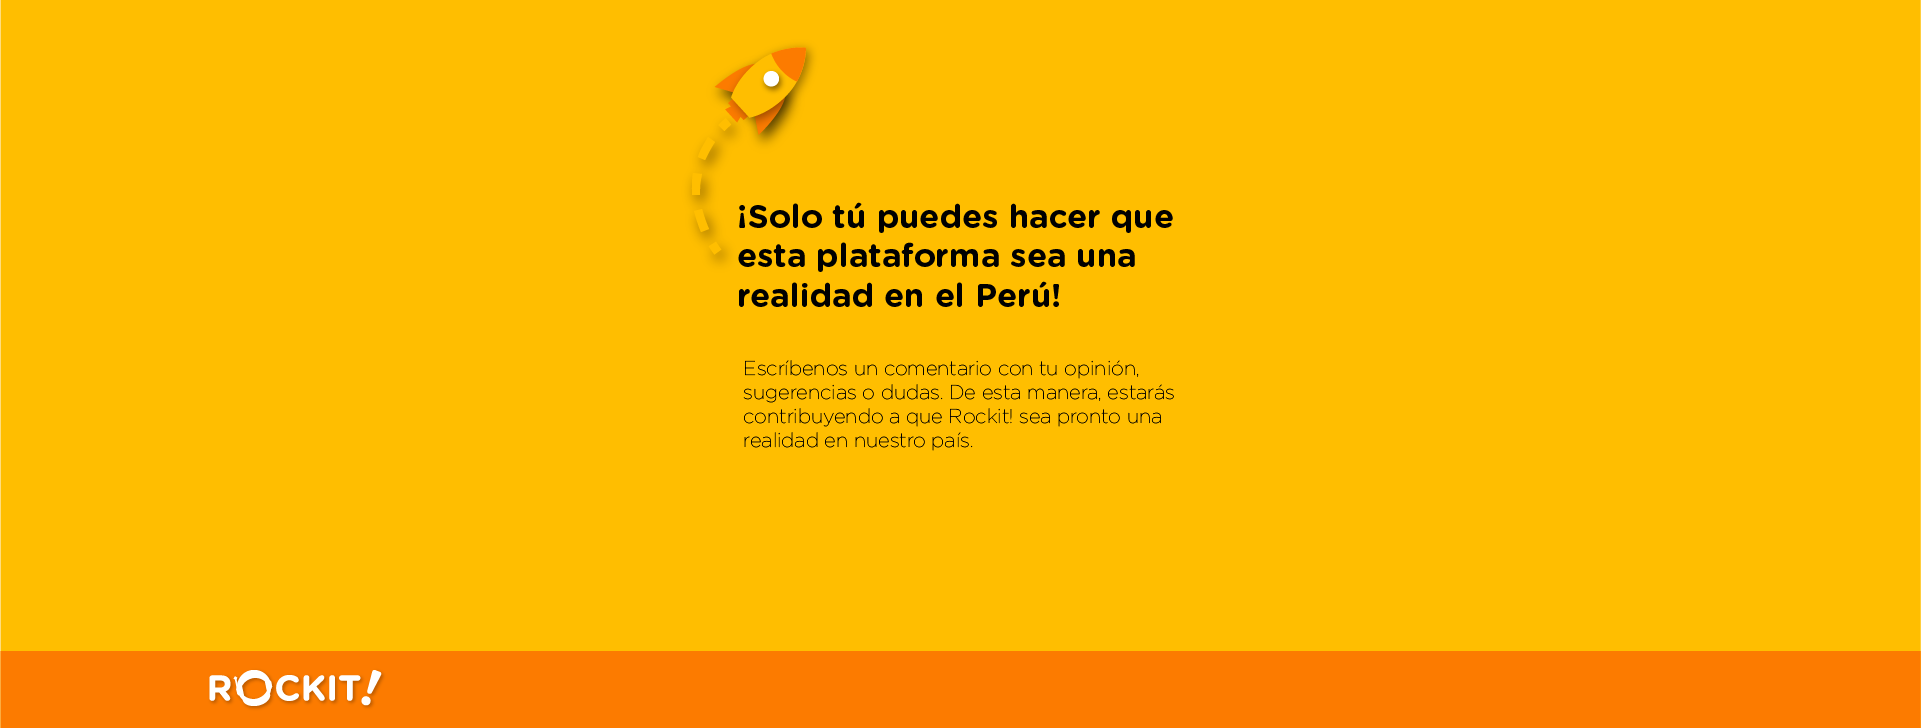 ¡Solo tú puedes hacer que
esta plataforma sea una
realidad en el Perú!
Escríbenos un comentario con tu opinión,
sugerencias o dudas. De esta manera, estarás
contribuyendo a que Rockit! sea pronto una
realidad en nuestro país.
ROCKIT!